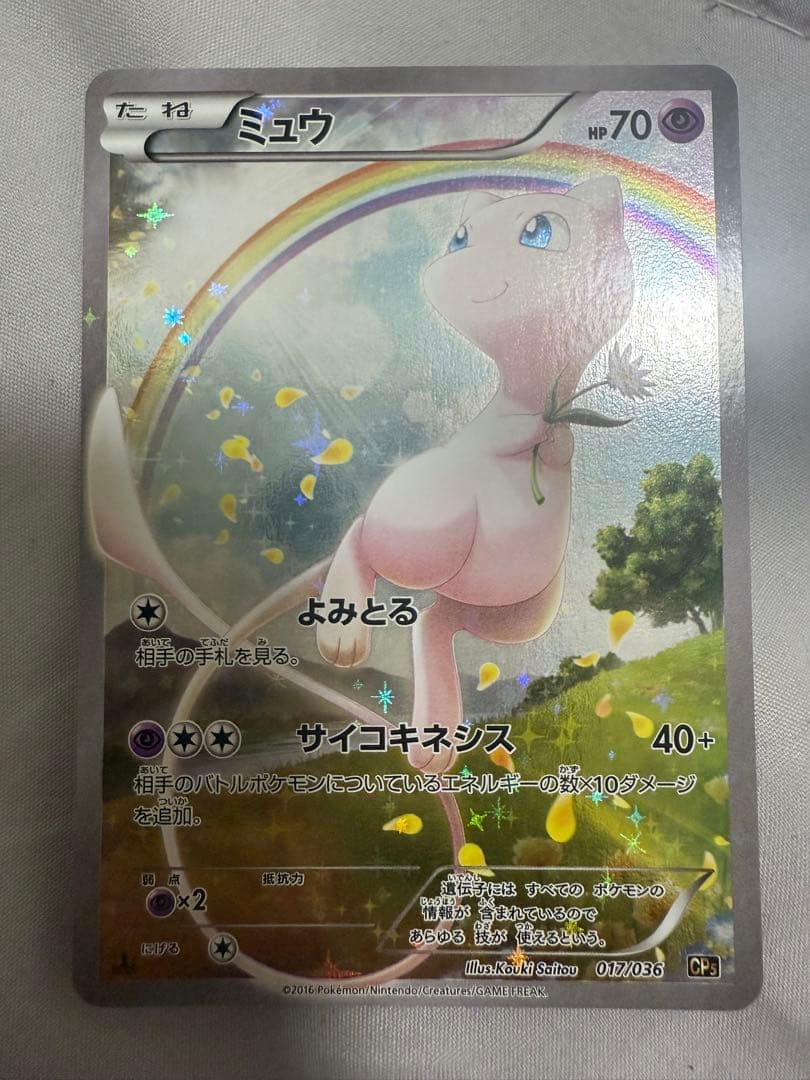 たね ミュウ HP70
よみとる
相手の手札を見る。
サイコキネシス 40+
相手のバトルポケモンについているエネルギーの数×10ダメージ
を追加。
弱点 抵抗力
×2
にげる
遺伝子には すべての ポケモンの
情報が 含まれているので
あらゆる 技が 使えるという。
Illus.Kouki Saitou 017/036 CP5
©2016 Pokémon/Nintendo/Creatures/GAME FREAK.